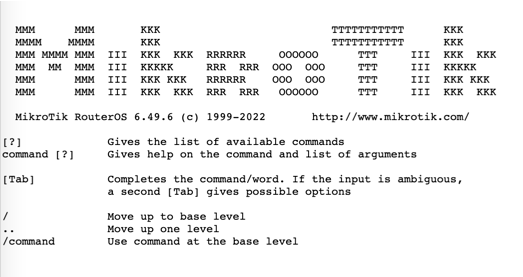 MMM      MMM       KKK                          TTTTTTTTTTT      KKK
MMMM    MMMM       KKK                          TTTTTTTTTTT      KKK
MMM MMMM MMM  III  KKK  KKK  RRRRRR     OOOOOO      TTT     III  KKK  KKK
MMM  MM  MMM  III  KKKKK     RRR  RRR  OOO  OOO     TTT     III  KKKKK
MMM      MMM  III  KKK KKK   RRRRRR    OOO  OOO     TTT     III  KKK KKK
MMM      MMM  III  KKK  KKK  RRR  RRR   OOOOOO      TTT     III  KKK  KKK
MikroTik RouterOS 6.49.6 (c) 1999-2022       http://www.mikrotik.com/
[?]             Gives the list of available commands
command [?]     Gives help on the command and list of arguments
[Tab]           Completes the command/word. If the input is ambiguous,
a second [Tab] gives possible options
/               Move up to base level
..              Move up one level
/command        Use command at the base level